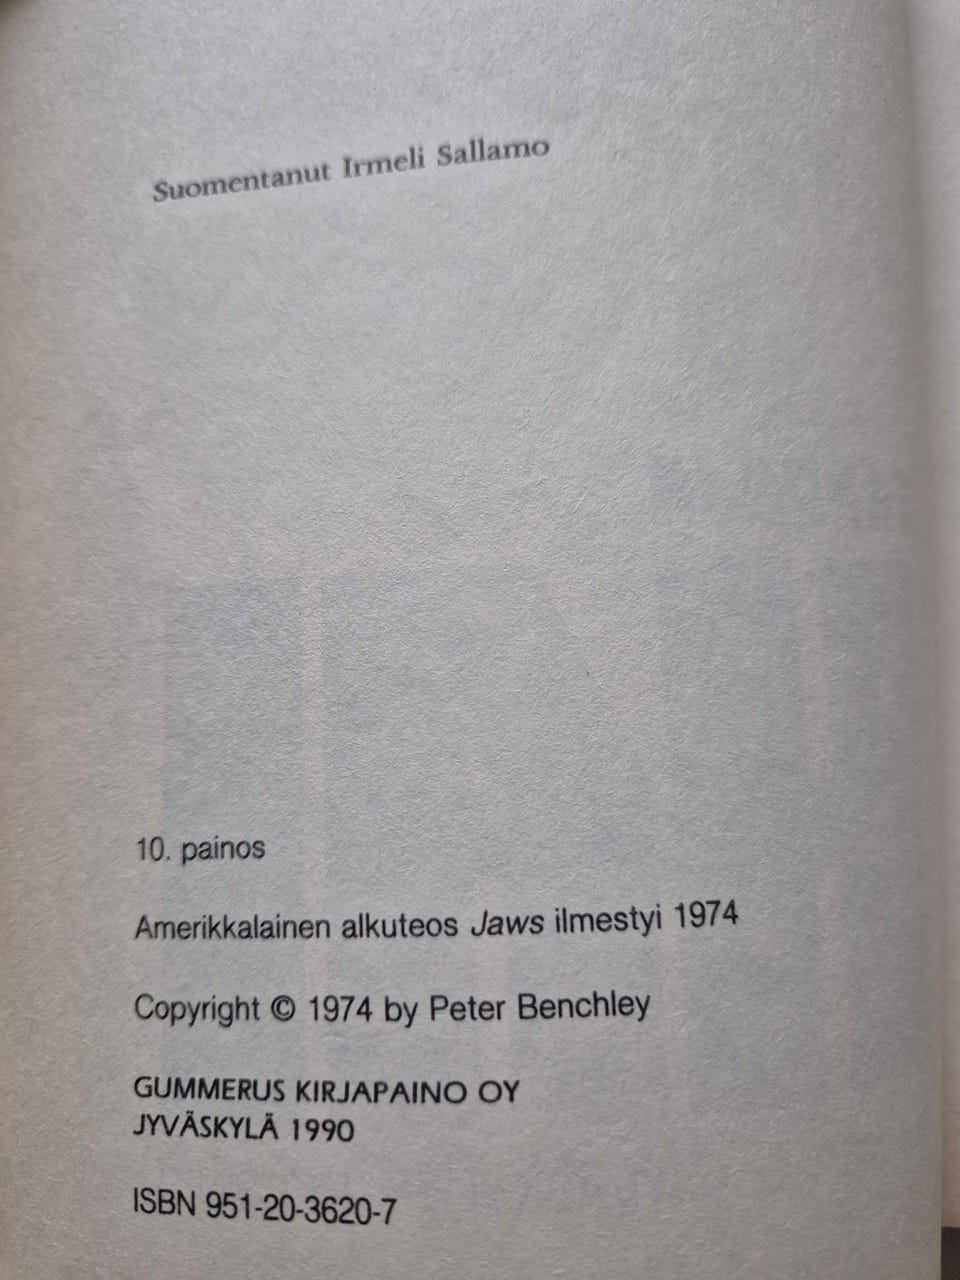 Suomentanut Irmeli Sallamo
10. painos
Amerikkalainen alkuteos Jaws ilmestyi 1974
Copyright © 1974 by Peter Benchley
GUMMERUS KIRJAPAINO OY
JYVÄSKYLÄ 1990
ISBN 951-20-3620-7